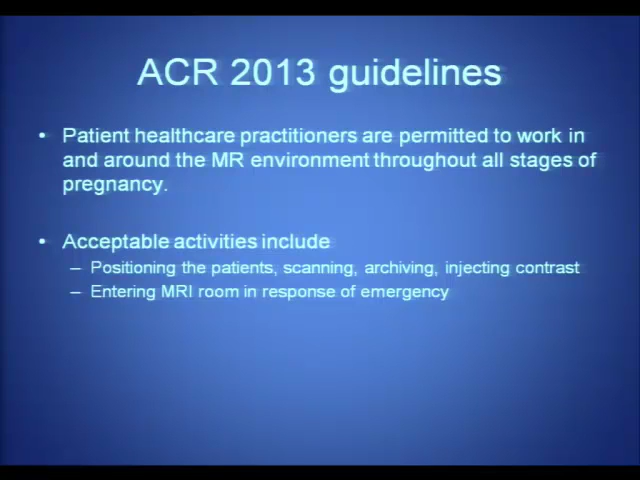 ACR 2013 guidelines
• Patient healthcare practitioners are permitted to work in
and around the MR environment throughout all stages of
pregnancy.
• Acceptable activities include
– Positioning the patients, scanning, archiving, injecting contrast
– Entering MRI room in response of emergency